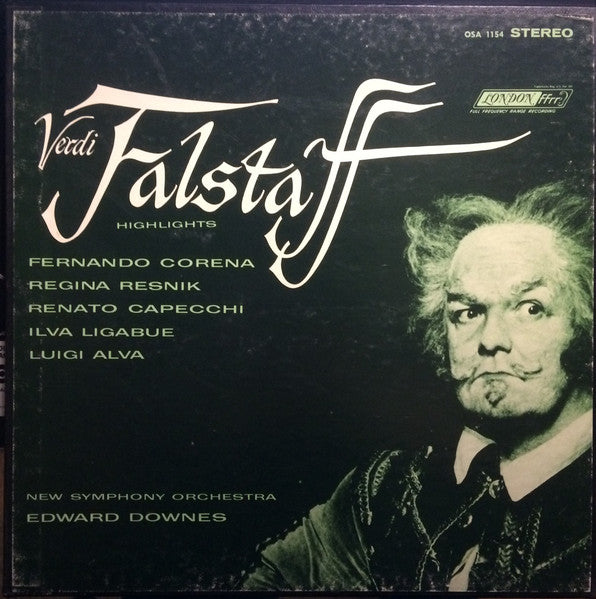 OSA 1154 STEREO
LONDON ffrr
FULL FREQUENCY RANGE RECORDING
Verdi
Falstaff
HIGHLIGHTS
FERNANDO CORENA
REGINA RESNIK
RENATO CAPECCHI
ILVA LIGABUE
LUIGI ALVA
NEW SYMPHONY ORCHESTRA
EDWARD DOWNES